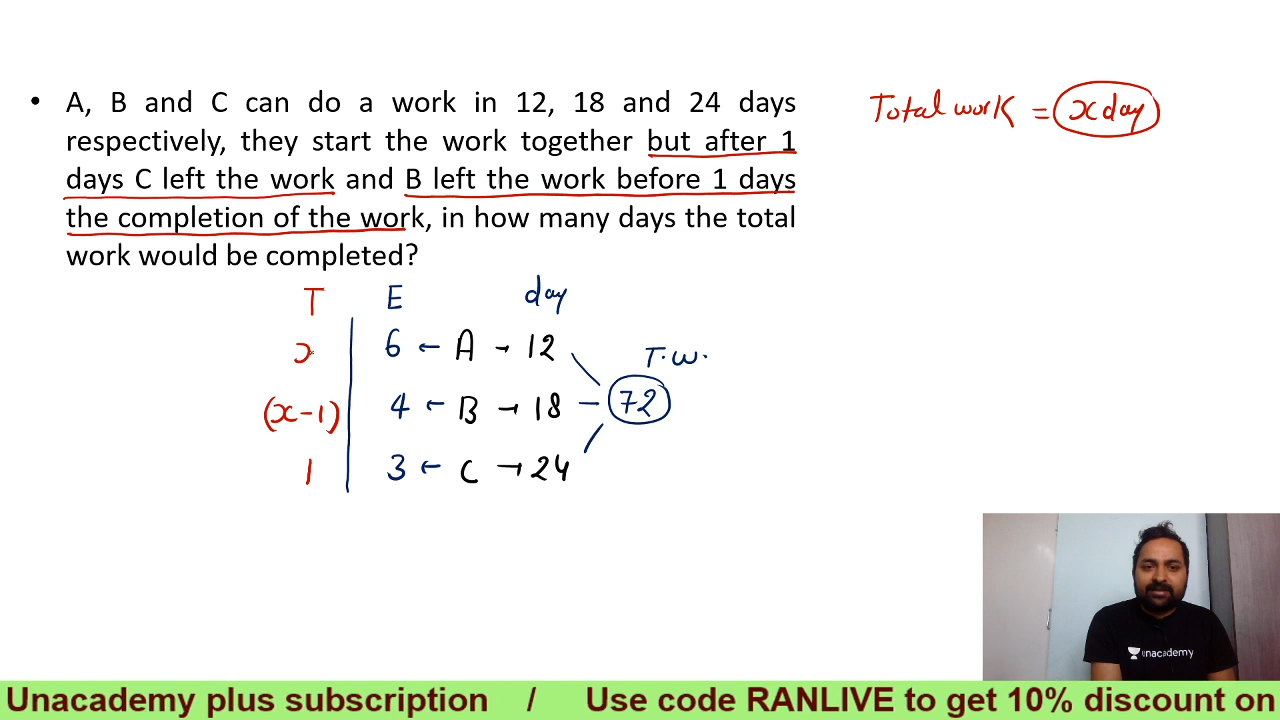 • A, B and C can do a work in 12, 18 and 24 days
respectively, they start the work together but after 1
days C left the work and B left the work before 1 days
the completion of the work, in how many days the total
work would be completed?
Total work = x day
T E day
x 6 ← A → 12
T.W.
(x-1) 4 ← B → 18 — 72
1 3 ← C → 24
unacademy
Unacademy plus subscription / Use code RANLIVE to get 10% discount on